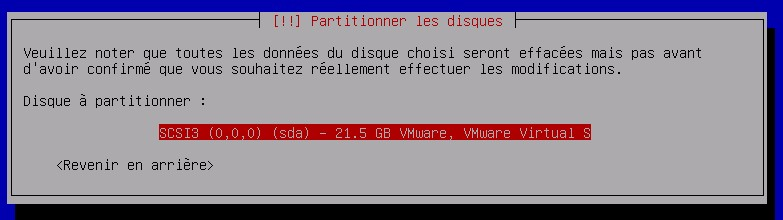 [!!] Partitionner les disques
Veuillez noter que toutes les données du disque choisi seront effacées mais pas avant
d'avoir confirmé que vous souhaitez réellement effectuer les modifications.
Disque à partitionner :
SCSI3 (0,0,0) (sda) - 21.5 GB VMware, VMware Virtual S
<Revenir en arrière>